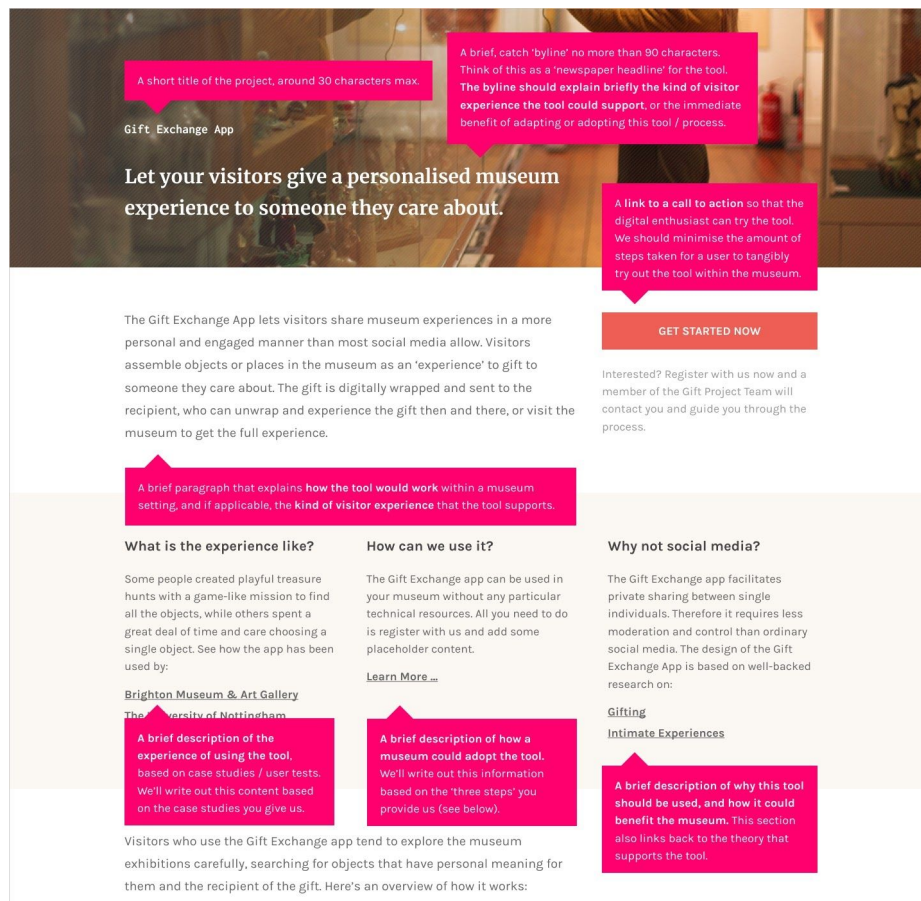 A short title of the project, around 30 characters max.
A brief, catch ‘byline’ no more than 90 characters.
Think of this as a ‘newspaper headline’ for the tool.
The byline should explain briefly the kind of visitor
experience the tool could support, or the immediate
benefit of adapting or adopting this tool / process.
Gift Exchange App
Let your visitors give a personalised museum
experience to someone they care about.
A link to a call to action so that the
digital enthusiast can try the tool.
We should minimise the amount of
steps taken for a user to tangibly
try out the tool within the museum.
The Gift Exchange App lets visitors share museum experiences in a more
personal and engaged manner than most social media allow. Visitors
assemble objects or places in the museum as an ‘experience’ to gift to
someone they care about. The gift is digitally wrapped and sent to the
recipient, who can unwrap and experience the gift then and there, or visit the
museum to get the full experience.
GET STARTED NOW
Interested? Register with us now and a
member of the Gift Project Team will
contact you and guide you through the
process.
A brief paragraph that explains how the tool would work within a museum
setting, and if applicable, the kind of visitor experience that the tool supports.
What is the experience like?
Some people created playful treasure
hunts with a game-like mission to find
all the objects, while others spent a
great deal of time and care choosing a
single object. See how the app has been
used by:
Brighton Museum & Art Gallery
The University of Nottingham
A brief description of the
experience of using the tool,
based on case studies / user tests.
We’ll write out this content based
on the case studies you give us.
How can we use it?
The Gift Exchange app can be used in
your museum without any particular
technical resources. All you need to do
is register with us and add some
placeholder content.
Learn More ...
A brief description of how a
museum could adopt the tool.
We’ll write out this information
based on the ‘three steps’ you
provide us (see below).
Why not social media?
The Gift Exchange app facilitates
private sharing between single
individuals. Therefore it requires less
moderation and control than ordinary
social media. The design of the Gift
Exchange App is based on well-backed
research on:
Gifting
Intimate Experiences
A brief description of why this tool
should be used, and how it could
benefit the museum. This section
also links back to the theory that
supports the tool.
Visitors who use the Gift Exchange app tend to explore the museum
exhibitions carefully, searching for objects that have personal meaning for
them and the recipient of the gift. Here’s an overview of how it works: